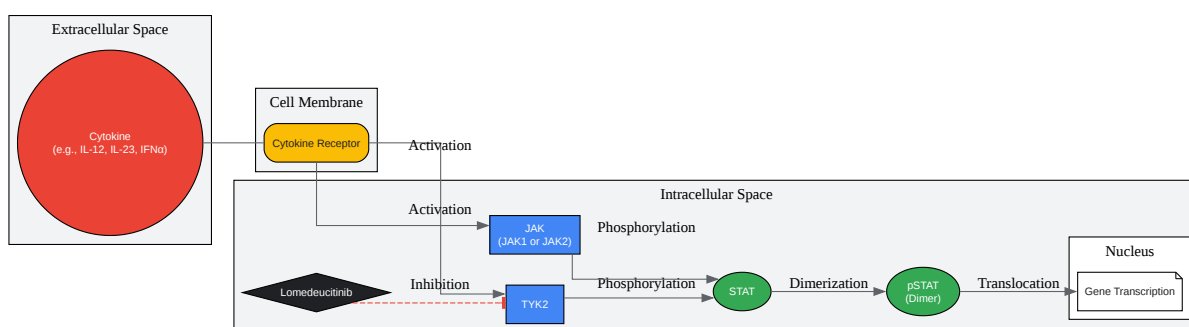 Extracellular Space
Cytokine
(e.g., IL-12, IL-23, IFNα)
Cell Membrane
Cytokine Receptor
Activation
Intracellular Space
Activation
JAK
(JAK1 or JAK2)
Phosphorylation
Nucleus
Lomedeucitinib
Inhibition
TYK2
Phosphorylation
STAT
Dimerization
pSTAT
(Dimer)
Translocation
Gene Transcription